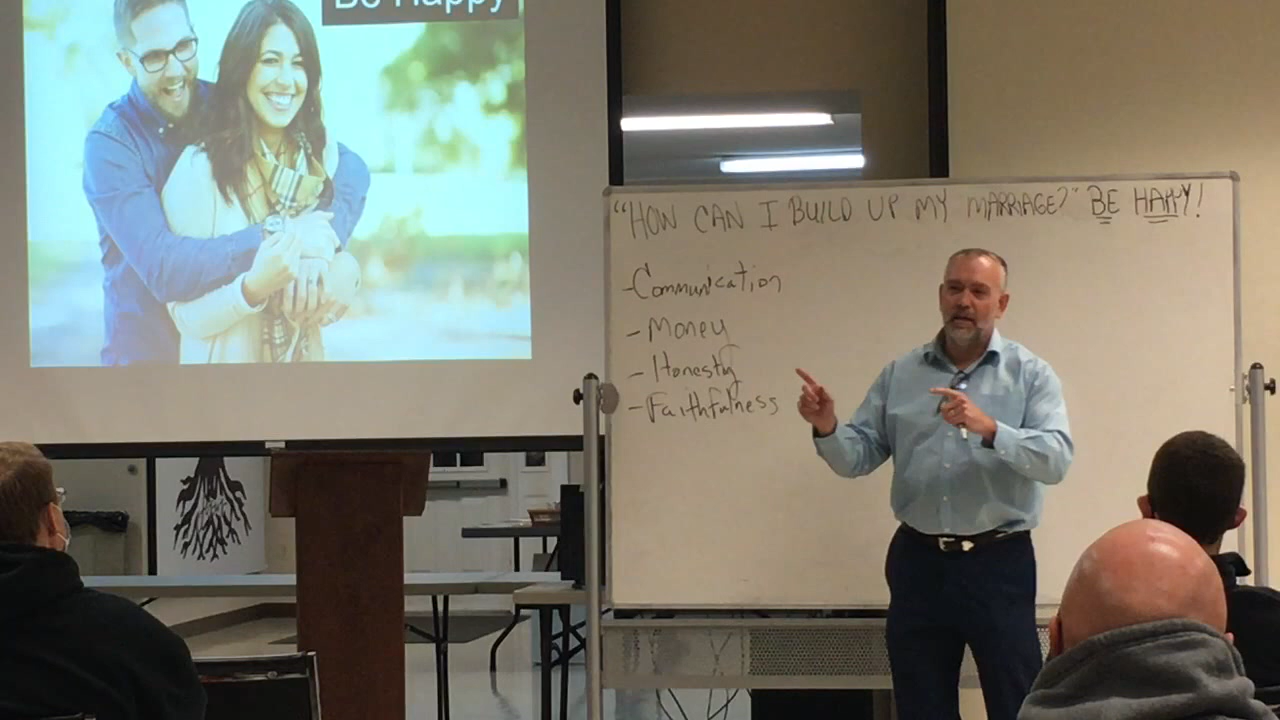 Be Happy
"HOW CAN I BUILD UP MY MARRIAGE?" BE HAPPY!
-Communication
-Money
-Honesty
-Faithfulness